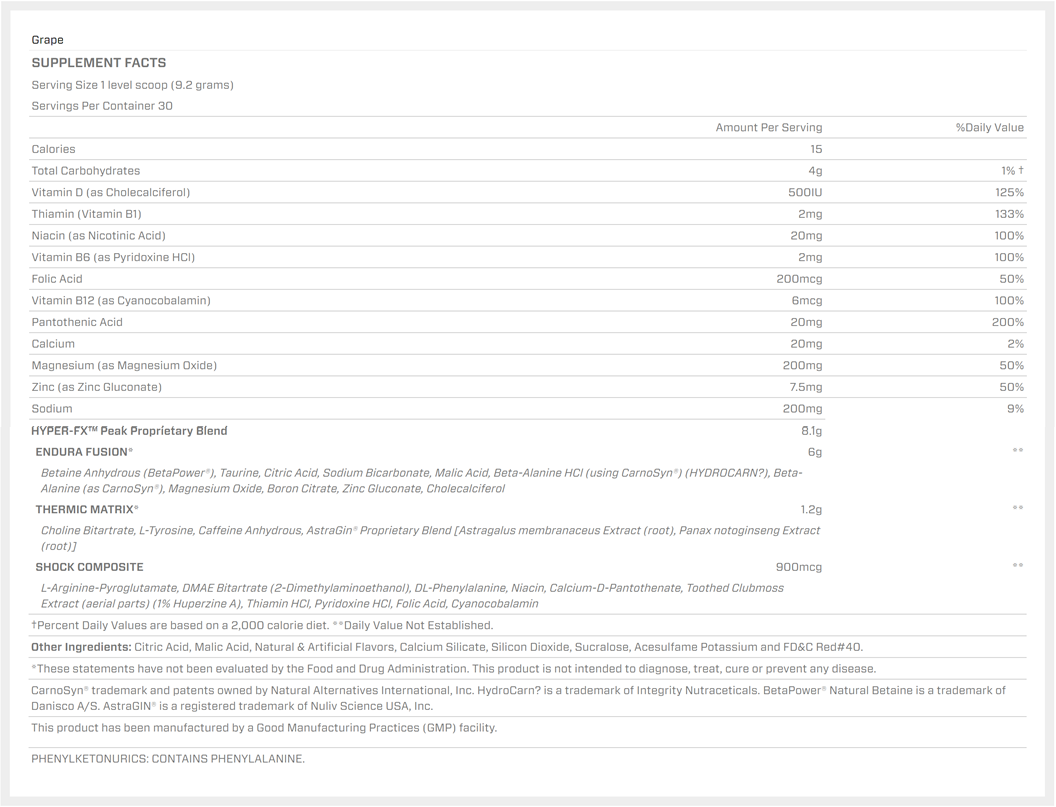 Grape
SUPPLEMENT FACTS
Serving Size 1 level scoop (9.2 grams)
Servings Per Container 30
Amount Per Serving %Daily Value
Calories 15
Total Carbohydrates 4g 1% †
Vitamin D (as Cholecalciferol) 500IU 125%
Thiamin (Vitamin B1) 2mg 133%
Niacin (as Nicotinic Acid) 20mg 100%
Vitamin B6 (as Pyridoxine HCl) 2mg 100%
Folic Acid 200mcg 50%
Vitamin B12 (as Cyanocobalamin) 6mcg 100%
Pantothenic Acid 20mg 200%
Calcium 20mg 2%
Magnesium (as Magnesium Oxide) 200mg 50%
Zinc (as Zinc Gluconate) 7.5mg 50%
Sodium 200mg 9%
HYPER-FX™ Peak Proprietary Blend 8.1g
ENDURA FUSION® 6g **
Betaine Anhydrous (BetaPower®), Taurine, Citric Acid, Sodium Bicarbonate, Malic Acid, Beta-Alanine HCl (using CarnoSyn®) (HYDROCARN?), Beta-
Alanine (as CarnoSyn®), Magnesium Oxide, Boron Citrate, Zinc Gluconate, Cholecalciferol
THERMIC MATRIX® 1.2g **
Choline Bitartrate, L-Tyrosine, Caffeine Anhydrous, AstraGin® Proprietary Blend [Astragalus membranaceus Extract (root), Panax notoginseng Extract
(root)]
SHOCK COMPOSITE 900mcg **
L-Arginine-Pyroglutamate, DMAE Bitartrate (2-Dimethylaminoethanol), DL-Phenylalanine, Niacin, Calcium-D-Pantothenate, Toothed Clubmoss
Extract (aerial parts) (1% Huperzine A), Thiamin HCl, Pyridoxine HCl, Folic Acid, Cyanocobalamin
†Percent Daily Values are based on a 2,000 calorie diet. **Daily Value Not Established.
Other Ingredients: Citric Acid, Malic Acid, Natural & Artificial Flavors, Calcium Silicate, Silicon Dioxide, Sucralose, Acesulfame Potassium and FD&C Red#40.
*These statements have not been evaluated by the Food and Drug Administration. This product is not intended to diagnose, treat, cure or prevent any disease.
CarnoSyn® trademark and patents owned by Natural Alternatives International, Inc. HydroCarn? is a trademark of Integrity Nutraceticals. BetaPower® Natural Betaine is a trademark of
Danisco A/S. AstraGIN® is a registered trademark of Nuliv Science USA, Inc.
This product has been manufactured by a Good Manufacturing Practices (GMP) facility.
PHENYLKETONURICS: CONTAINS PHENYLALANINE.